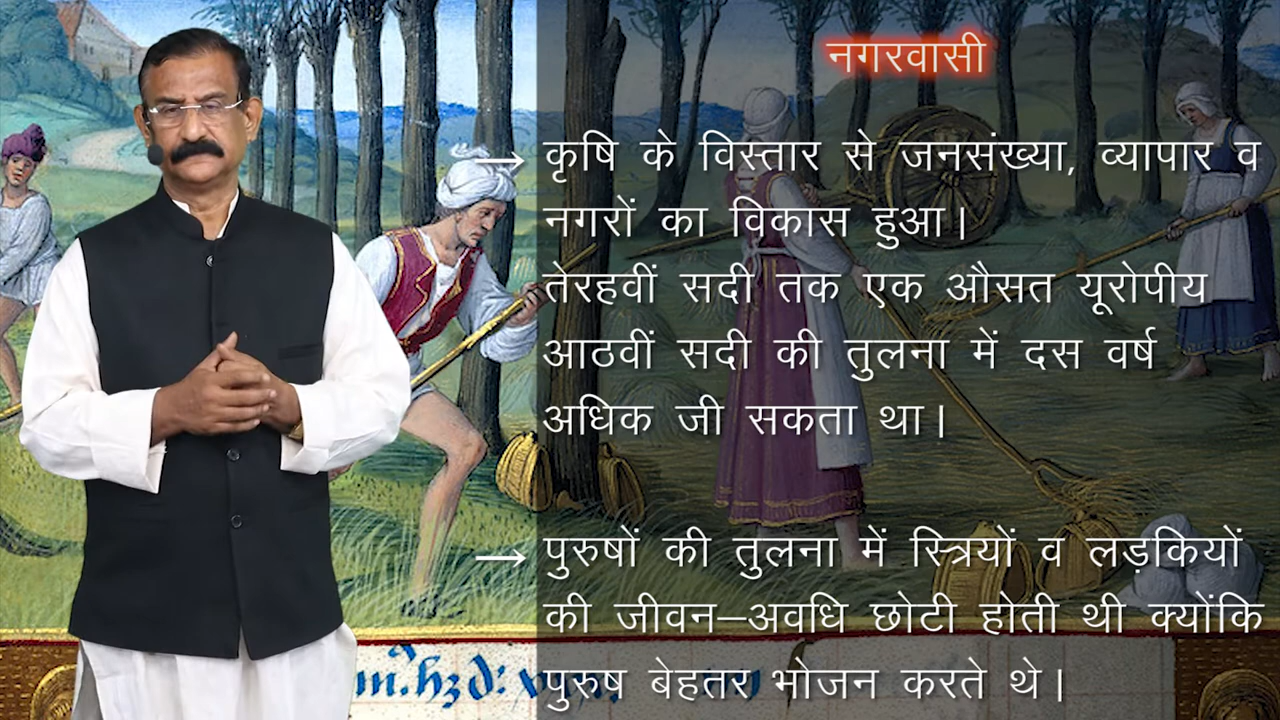 नगरवासी
→ कृषि के विस्तार से जनसंख्या, व्यापार व
नगरों का विकास हुआ।
तेरहवीं सदी तक एक औसत यूरोपीय
आठवीं सदी की तुलना में दस वर्ष
अधिक जी सकता था।
→ पुरुषों की तुलना में स्त्रियों व लड़कियों
की जीवन–अवधि छोटी होती थी क्योंकि
पुरुष बेहतर भोजन करते थे।